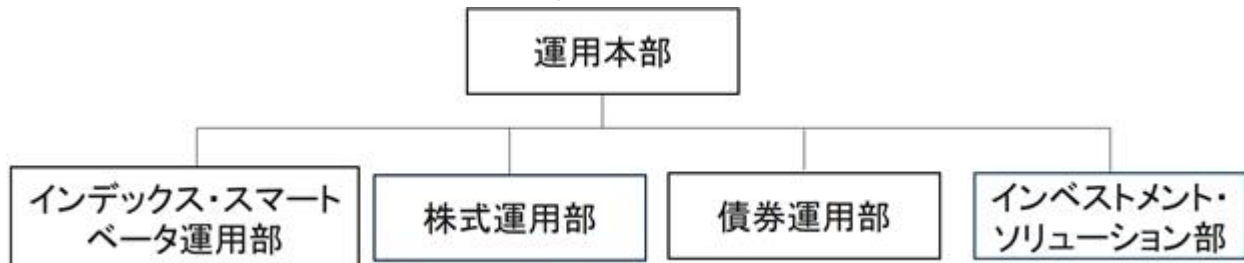 運用本部
インデックス・スマート
ベータ運用部
株式運用部
債券運用部
インベストメント・
ソリューション部